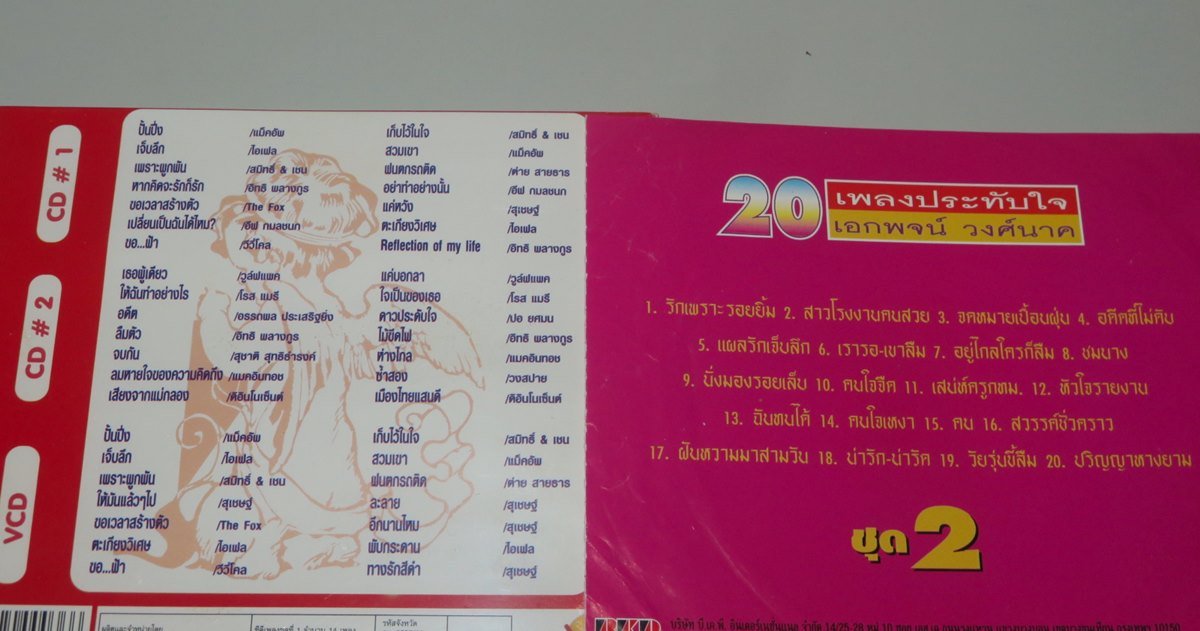 CD # 1
ปั้นปึ่ง /แม็คอัพ เก็บไว้ในใจ /สมิทธิ์ & เชน
เจ็บลึก /ไอเฟล สวมเขา /แม็คอัพ
เพราะผูกพัน /สมิทธิ์ & เชน ฝนตกรถติด /ต่าย สายธาร
หากคิดจะรักก็รัก /อิทธิ พลางกูร อย่าทำอย่างนั้น /อีฟ กมลชนก
ขอเวลาสร้างตัว /The Fox แค่หวัง /สุเชษฐ์
เปลี่ยนเป็นฉันได้ไหม? /อีฟ กมลชนก ตะเกียงวิเศษ /ไอเฟล
ขอ...ฟ้า /วีวี่โคล Reflection of my life /อิทธิ พลางกูร
CD # 2
เธอผู้เดียว /วูล์ฟแพค แค่บอกลา /วูล์ฟแพค
ให้ฉันทำอย่างไร /โรส แมรี่ ใจเป็นของเธอ /โรส แมรี่
อดีต /อรรถพล ประเสริฐยิ่ง ดาวประดับใจ /ปอ ยศมน
ลืมตัว /อิทธิ พลางกูร ไม้ขีดไฟ /อิทธิ พลางกูร
จบกัน /สุชาติ สุทธิธำรงค์ ห่างไกล /แมคอินทอช
ลมหายใจของความคิดถึง /แมคอินทอช ซ้ำสอง /วงสปาย
เสียงจากแม่กลอง /ดิอินโนเซ็นต์ เมืองไทยแสนดี /ดิอินโนเซ็นต์
VCD
ปั้นปึ่ง /แม็คอัพ เก็บไว้ในใจ /สมิทธิ์ & เชน
เจ็บลึก /ไอเฟล สวมเขา /แม็คอัพ
เพราะผูกพัน /สมิทธิ์ & เชน ฝนตกรถติด /ต่าย สายธาร
ให้มันแล้วๆไป /สุเชษฐ์ ละลาย /สุเชษฐ์
ขอเวลาสร้างตัว /The Fox อีกนานไหม /สุเชษฐ์
ตะเกียงวิเศษ /ไอเฟล พับกระดาน /ไอเฟล
ขอ...ฟ้า /วีวี่โคล ทางรักสีดำ /สุเชษฐ์
ผลิตและจำหน่ายโดย
รหัสจังหวัด
20 เพลงประทับใจ
เอกพจน์ วงศ์นาค
1. รักเพราะรอยยิ้ม 2. สาวโรงงานคนสวย 3. จดหมายเปื้อนฝุ่น 4. อดีตที่ไม่คืน
5. แผลรักเจ็บลึก 6. เรารอ-เขาลืม 7. อยู่ไกลใครก็ลืม 8. ชมนาง
9. นั่งมองรอยเล็บ 10. คนใจจืด 11. เสน่ห์ครูกทม. 12. หัวใจรายงาน
13. ฉันทนได้ 14. คนใจเหงา 15. คน 16. สวรรค์ชั่วคราว
17. ฝันหวานมาสามวัน 18. น่ารัก-น่ารัก 19. วัยรุ่นขี้ลืม 20. ปริญญาหางยาม
ชุด 2